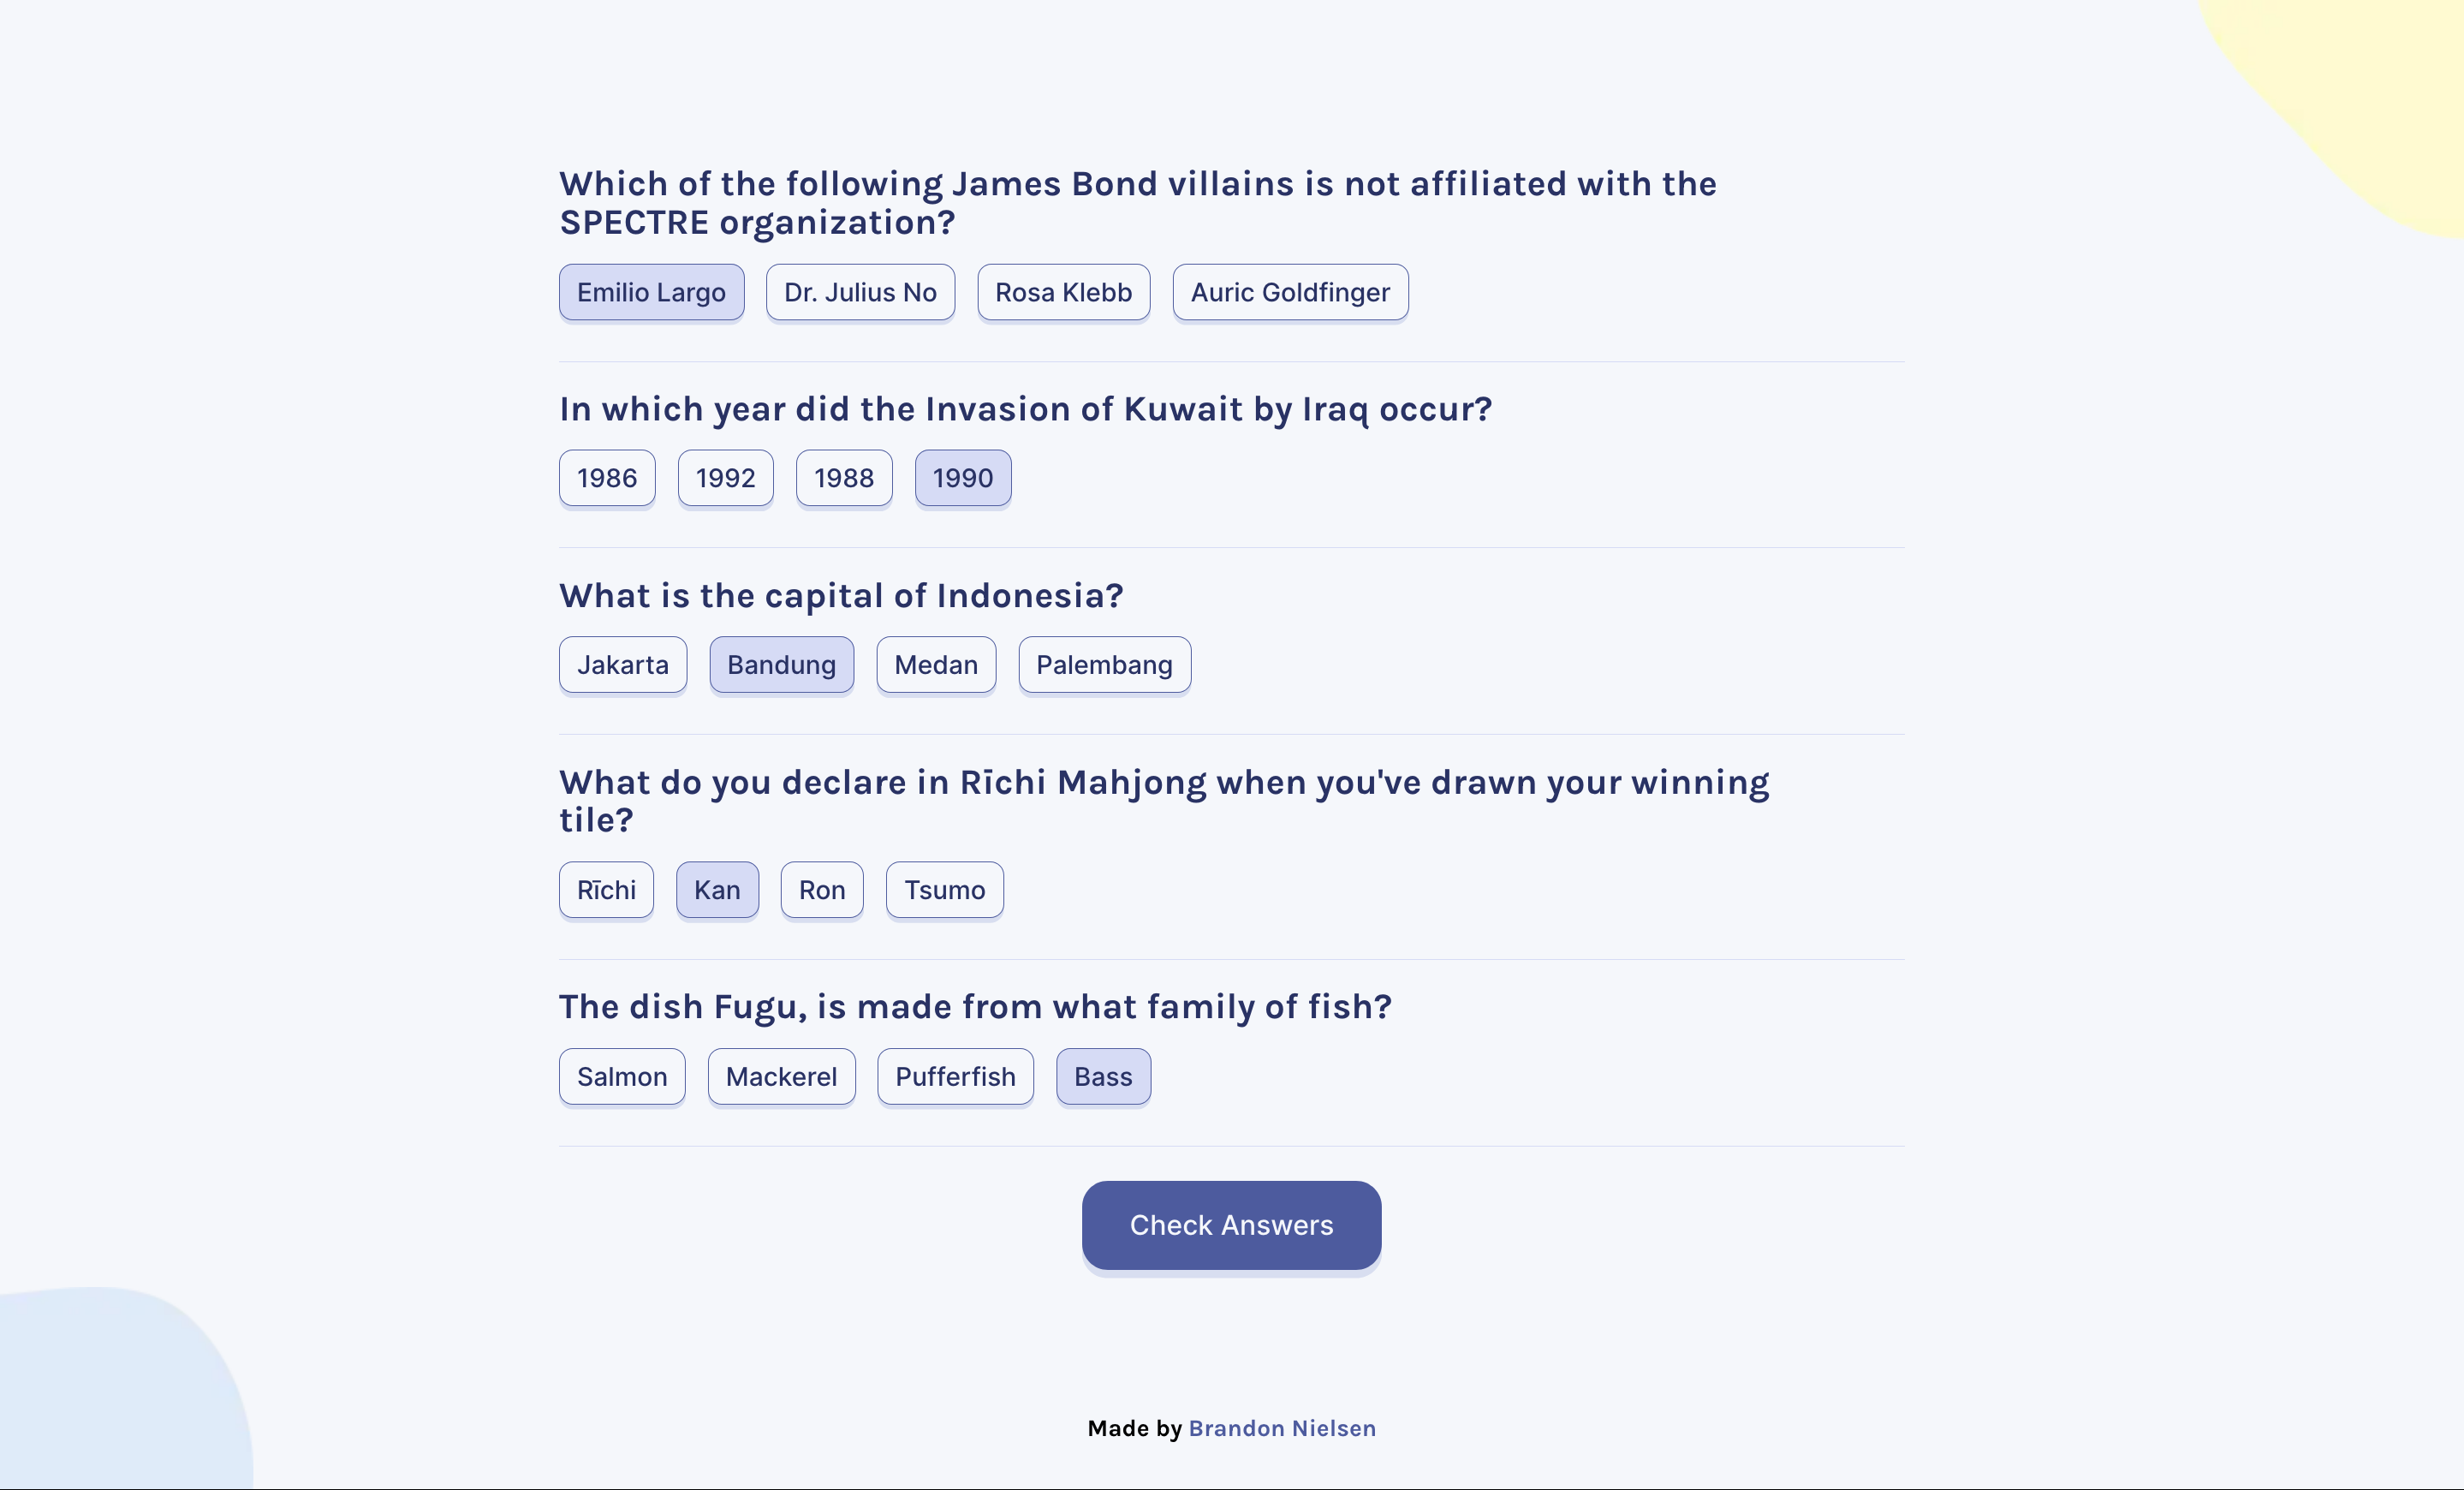 Which of the following James Bond villains is not affiliated with the
SPECTRE organization?
Emilio Largo Dr. Julius No Rosa Klebb Auric Goldfinger
In which year did the Invasion of Kuwait by Iraq occur?
1986 1992 1988 1990
What is the capital of Indonesia?
Jakarta Bandung Medan Palembang
What do you declare in Rīchi Mahjong when you've drawn your winning
tile?
Rīchi Kan Ron Tsumo
The dish Fugu, is made from what family of fish?
Salmon Mackerel Pufferfish Bass
Check Answers
Made by Brandon Nielsen